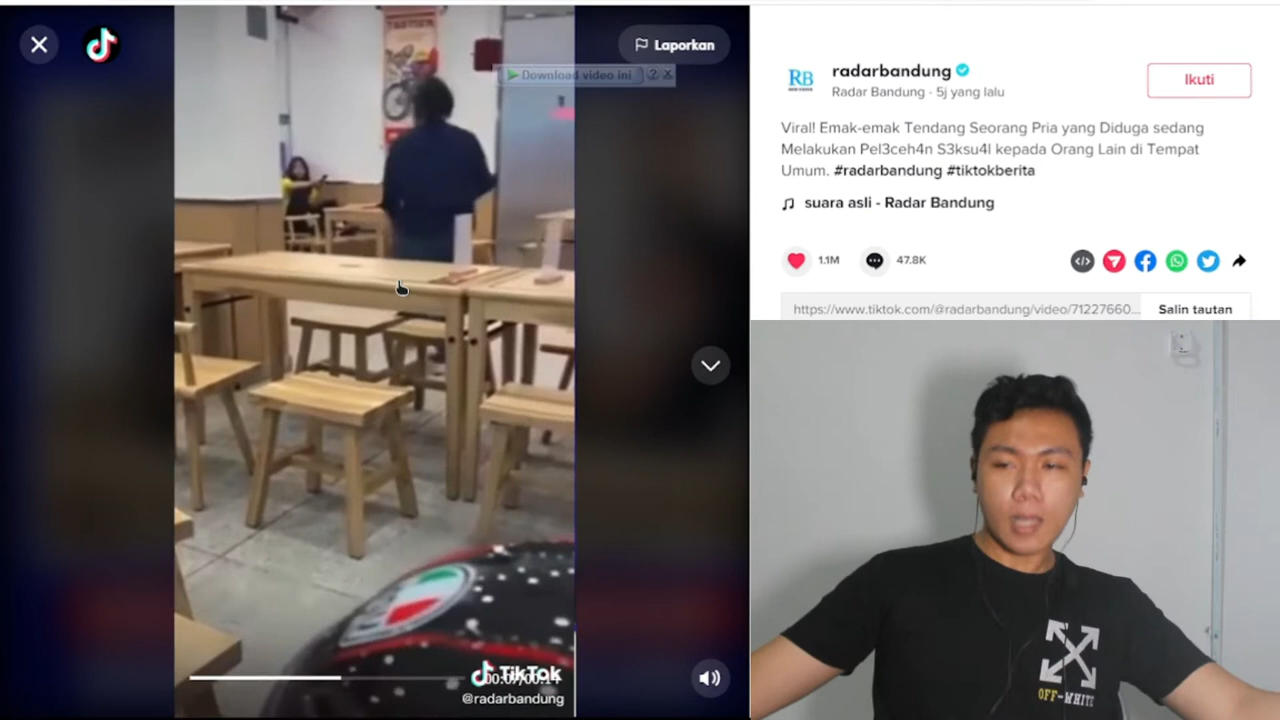 Laporkan
Download video ini
? X
TikTok
@radarbandung
RB
radarbandung
Radar Bandung · 5j yang lalu
Ikuti
Viral! Emak-emak Tendang Seorang Pria yang Diduga sedang
Melakukan Pel3ceh4n S3ksu4l kepada Orang Lain di Tempat
Umum. #radarbandung #tiktokberita
suara asli - Radar Bandung
1.1M
47.8K
https://www.tiktok.com/@radarbandung/video/71227660...
Salin tautan
OFF-WHITE